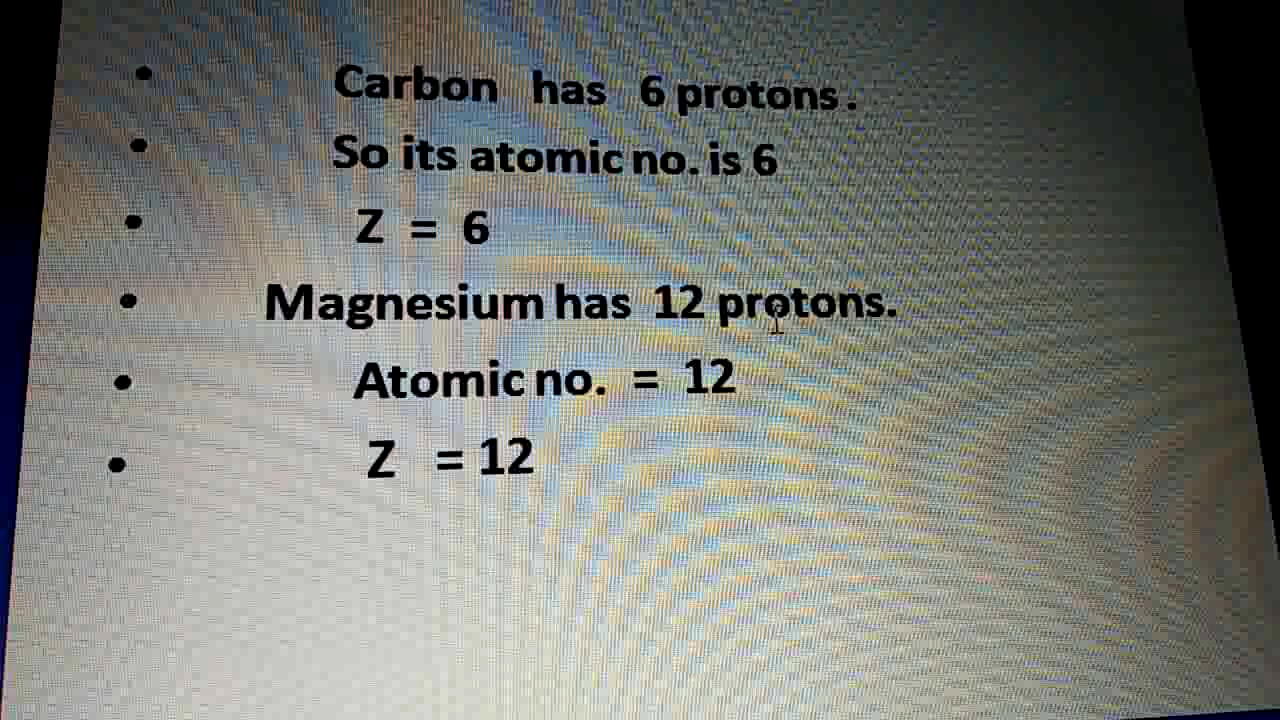 • Carbon has 6 protons.
• So its atomic no. is 6
• Z = 6
• Magnesium has 12 protons.
• Atomic no. = 12
• Z = 12